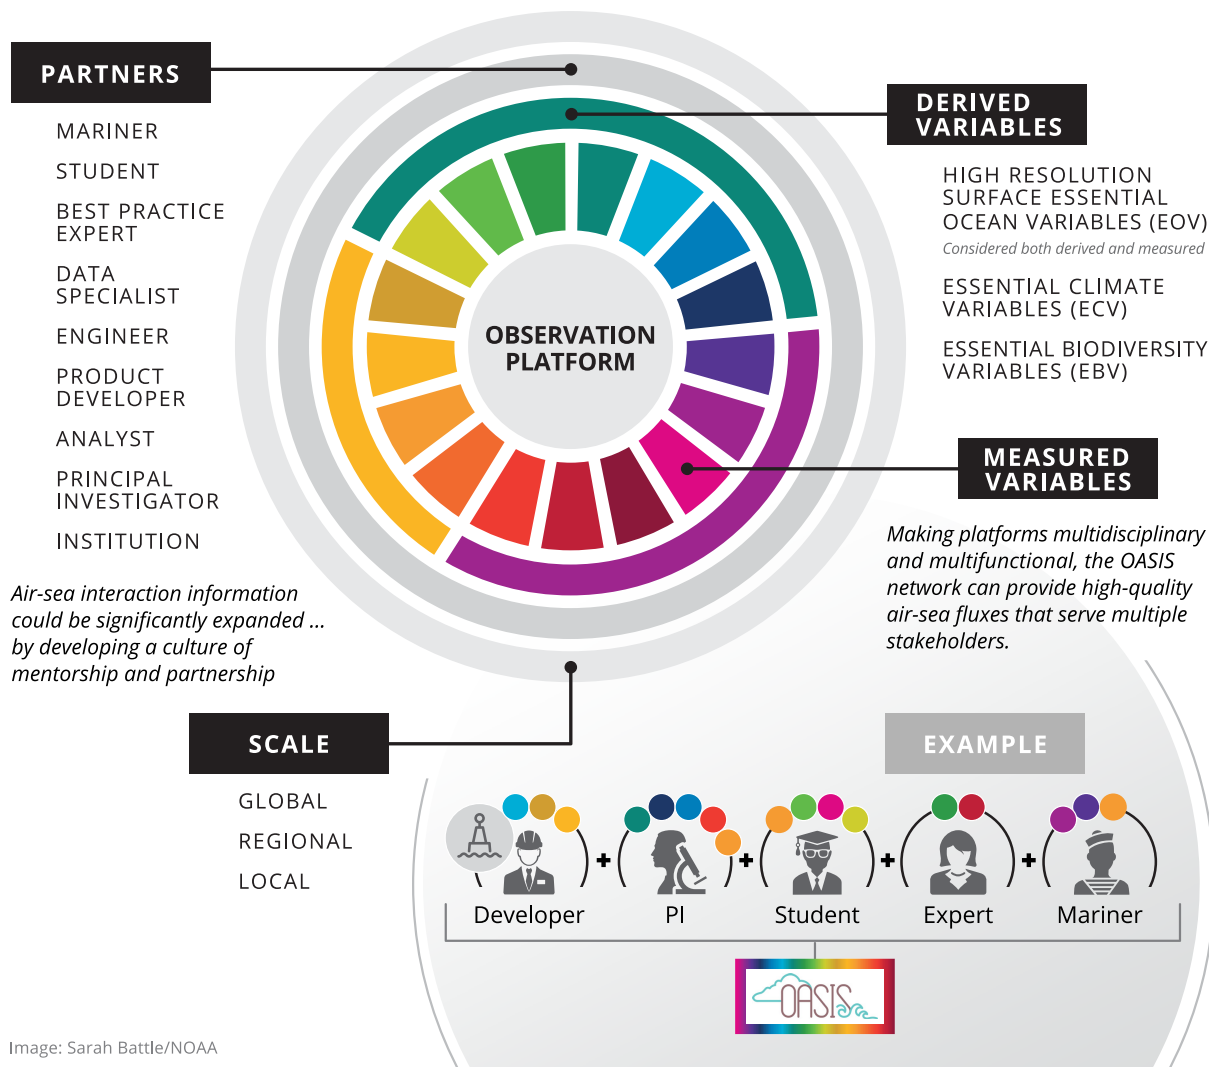 PARTNERS
MARINER
STUDENT
BEST PRACTICE
EXPERT
DATA
SPECIALIST
ENGINEER
PRODUCT
DEVELOPER
ANALYST
PRINCIPAL
INVESTIGATOR
INSTITUTION
Air-sea interaction information
could be significantly expanded ...
by developing a culture of
mentorship and partnership
OBSERVATION
PLATFORM
DERIVED
VARIABLES
HIGH RESOLUTION
SURFACE ESSENTIAL
OCEAN VARIABLES (EOV)
Considered both derived and measured
ESSENTIAL CLIMATE
VARIABLES (ECV)
ESSENTIAL BIODIVERSITY
VARIABLES (EBV)
MEASURED
VARIABLES
Making platforms multidisciplinary
and multifunctional, the OASIS
network can provide high-quality
air-sea fluxes that serve multiple
stakeholders.
SCALE
GLOBAL
REGIONAL
LOCAL
EXAMPLE
Developer + PI + Student + Expert + Mariner
OASIS
Image: Sarah Battle/NOAA